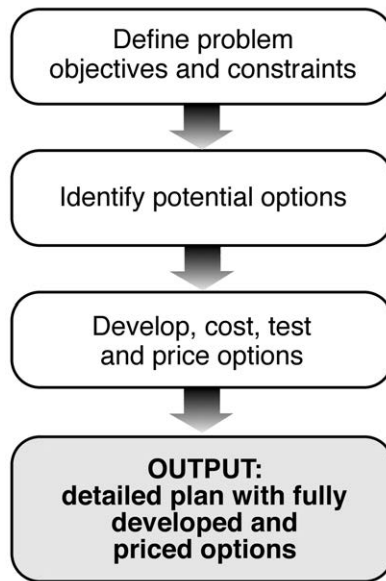 Define problem
objectives and constraints
Identify potential options
Develop, cost, test
and price options
OUTPUT:
detailed plan with fully
developed and
priced options